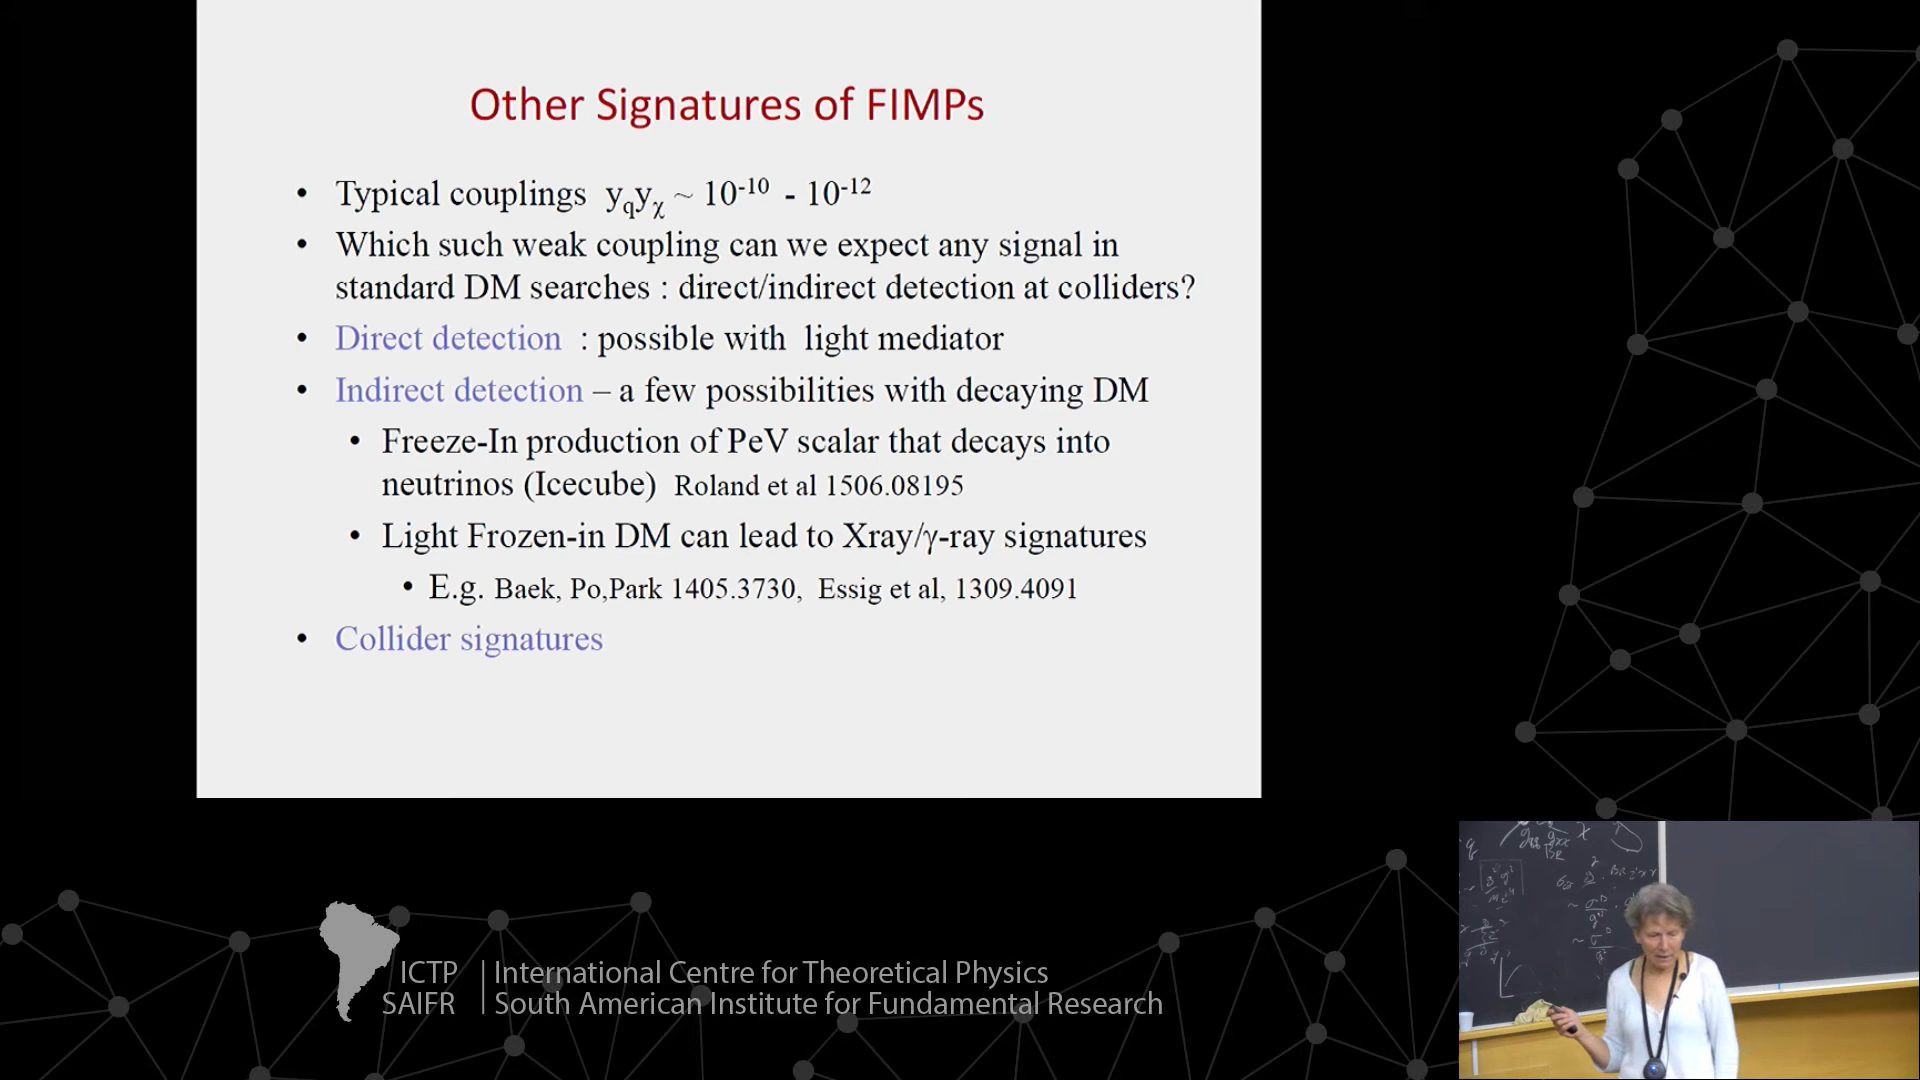 Other Signatures of FIMPs
• Typical couplings y_q y_χ ~ 10^-10 - 10^-12
• Which such weak coupling can we expect any signal in
standard DM searches : direct/indirect detection at colliders?
• Direct detection : possible with light mediator
• Indirect detection – a few possibilities with decaying DM
• Freeze-In production of PeV scalar that decays into
neutrinos (Icecube) Roland et al 1506.08195
• Light Frozen-in DM can lead to Xray/γ-ray signatures
• E.g. Baek, Po,Park 1405.3730, Essig et al, 1309.4091
• Collider signatures
ICTP | International Centre for Theoretical Physics
SAIFR | South American Institute for Fundamental Research